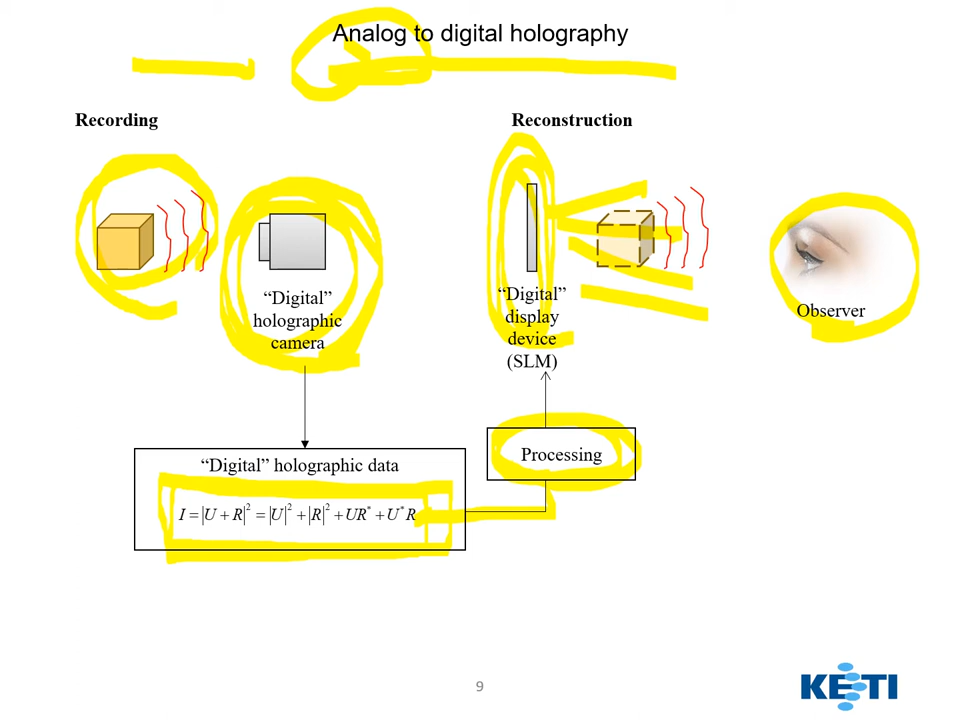 Analog to digital holography
Recording
Reconstruction
“Digital”
holographic
camera
“Digital”
display
device
(SLM)
Observer
“Digital” holographic data
I = |U + R|² = |U|² + |R|² + UR* + U*R
Processing
9
KETI